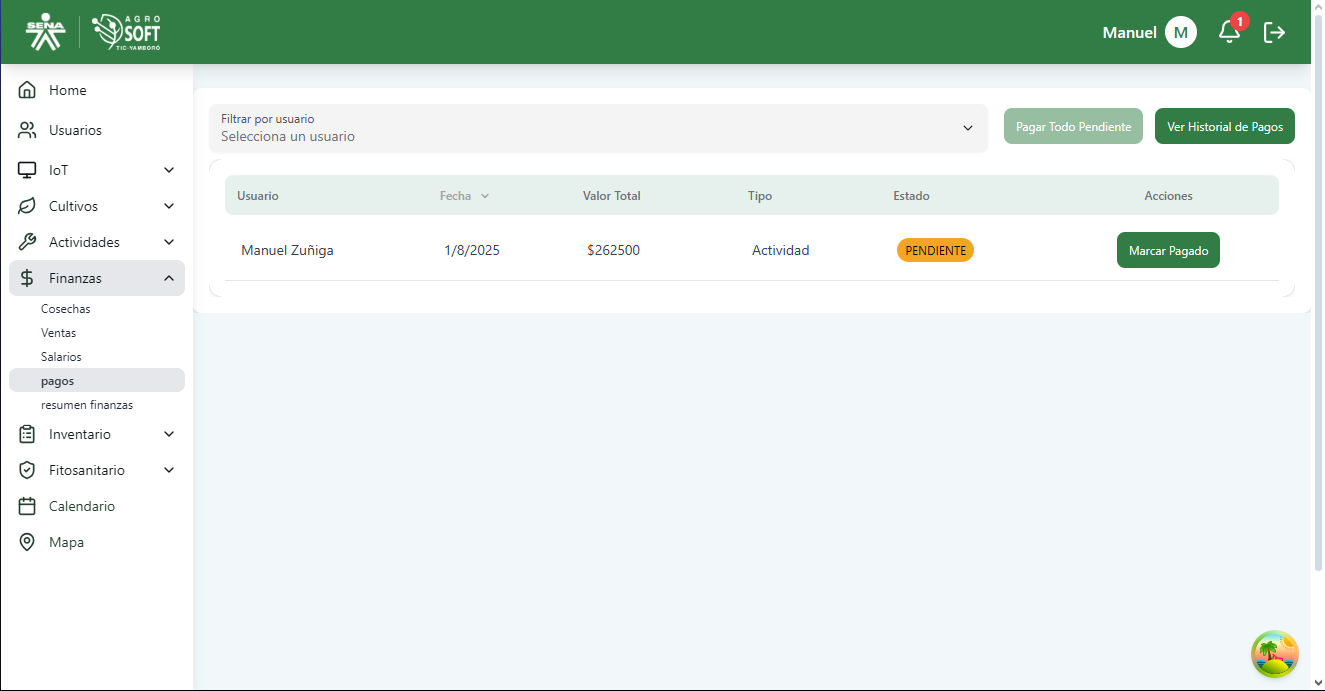 SENA
AGRO
SOFT
TIC-YAMBORÓ
Manuel M 1
Home
Usuarios
IoT
Cultivos
Actividades
Finanzas
Cosechas
Ventas
Salarios
pagos
resumen finanzas
Inventario
Fitosanitario
Calendario
Mapa
Filtrar por usuario
Selecciona un usuario
Pagar Todo Pendiente
Ver Historial de Pagos
Usuario Fecha Valor Total Tipo Estado Acciones
Manuel Zuñiga 1/8/2025 $262500 Actividad PENDIENTE Marcar Pagado